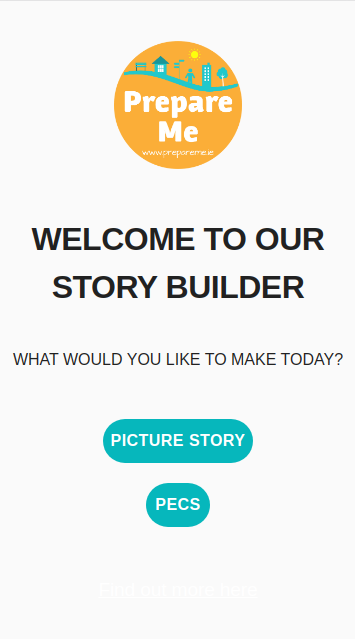 Prepare
Me
www.prepareme.ie
WELCOME TO OUR
STORY BUILDER
WHAT WOULD YOU LIKE TO MAKE TODAY?
PICTURE STORY
PECS
Find out more here